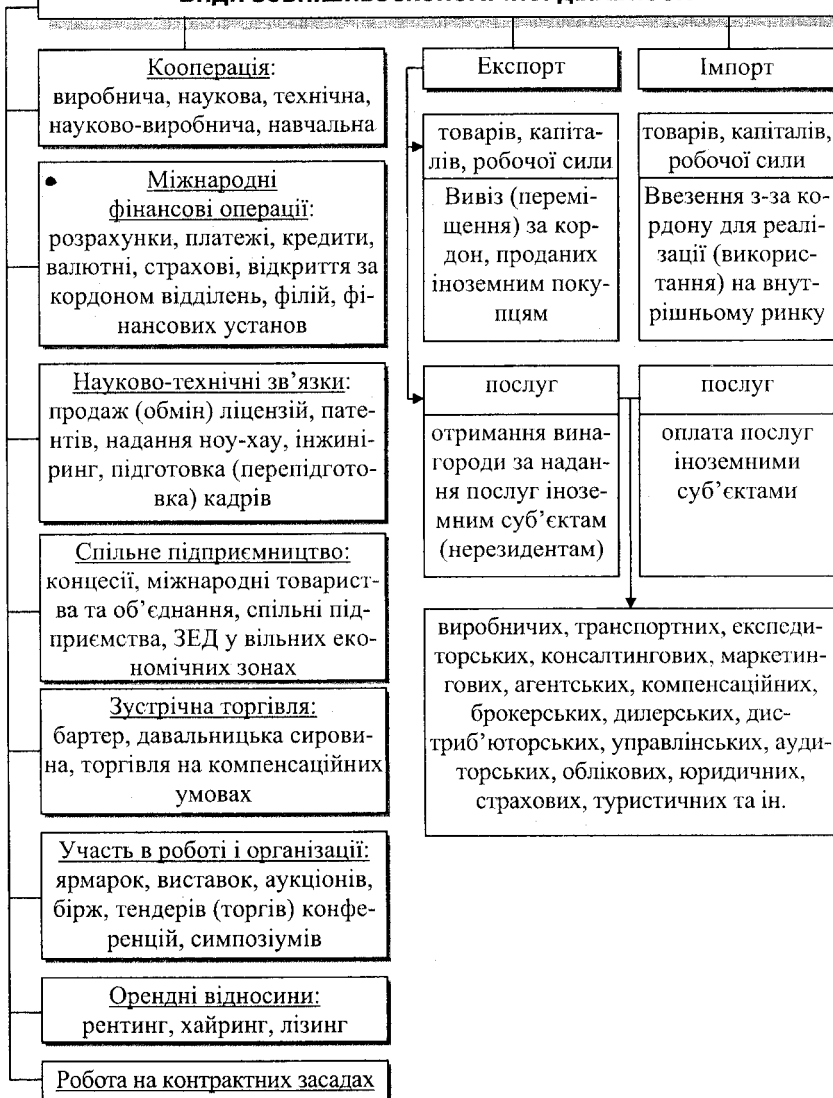 Кооперація:
виробнича, наукова, технічна,
науково-виробнича, навчальна
Міжнародні
фінансові операції:
розрахунки, платежі, кредити,
валютні, страхові, відкриття за
кордоном відділень, філій, фі-
нансових установ
Науково-технічні зв’язки:
продаж (обмін) ліцензій, пате-
нтів, надання ноу-хау, інжині-
ринг, підготовка (перепідгото-
вка) кадрів
Спільне підприємництво:
концесії, міжнародні товарист-
ва та об’єднання, спільні під-
приємства, ЗЕД у вільних еко-
номічних зонах
Зустрічна торгівля:
бартер, давальницька сирови-
на, торгівля на компенсаційних
умовах
Участь в роботі і організації:
ярмарок, виставок, аукціонів,
бірж, тендерів (торгів) конфе-
ренцій, симпозіумів
Орендні відносини:
рентинг, хайринг, лізинг
Робота на контрактних засадах
Експорт
товарів, капіта-
лів, робочої сили
Вивіз (перемі-
щення) за кор-
дон, проданих
іноземним поку-
пцям
послуг
отримання вина-
городи за надан-
ня послуг інозе-
мним суб’єктам
(нерезидентам)
Імпорт
товарів, капіталів,
робочої сили
Ввезення з-за ко-
рдону для реалі-
зації (викорис-
тання) на внут-
рішньому ринку
послуг
оплата послуг
іноземними
суб’єктами
виробничих, транспортних, експеди-
торських, консалтингових, маркетин-
гових, агентських, компенсаційних,
брокерських, дилерських, дис-
триб’юторських, управлінських, ауди-
торських, облікових, юридичних,
страхових, туристичних та ін.